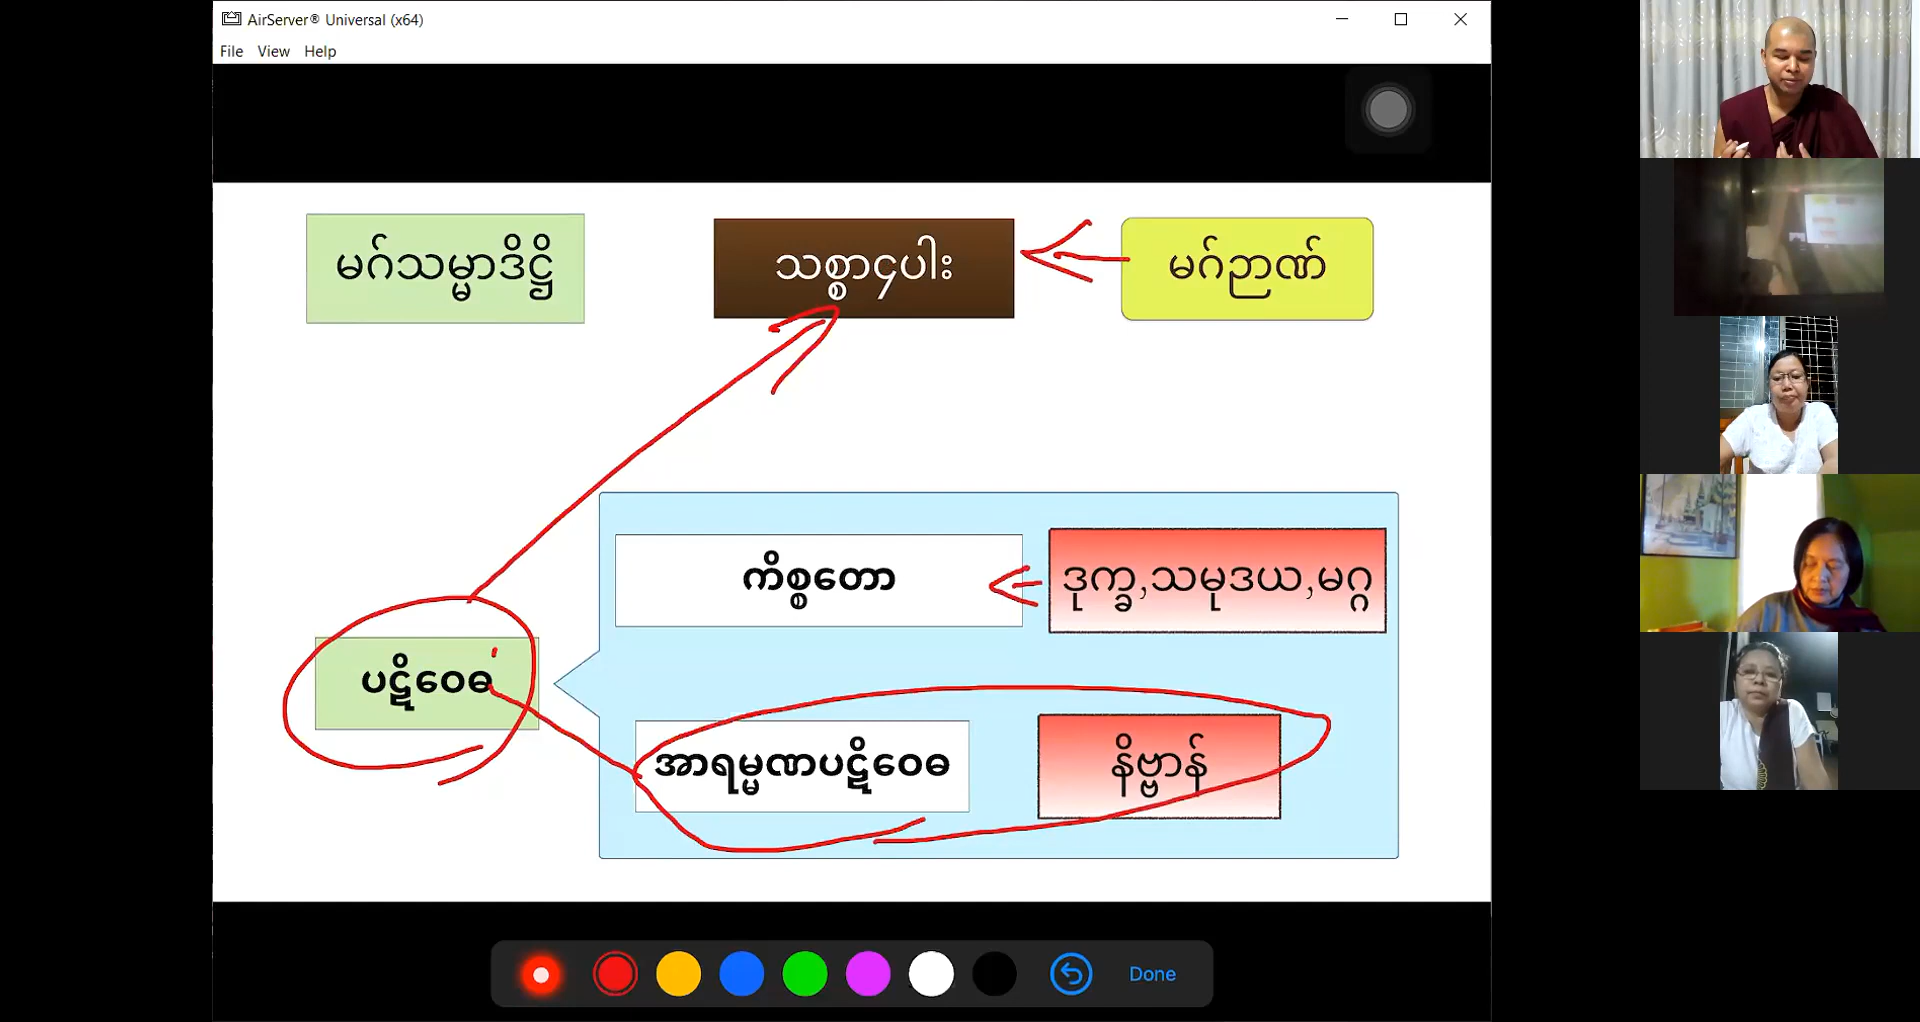 AirServer® Universal (x64)
File View Help
မဂ်သမ္မာဒိဋ္ဌိ
သစ္စာ၄ပါး
မဂ်ဉာဏ်
ကိစ္စတော
ဒုက္ခ,သမုဒယ,မဂ္ဂ
ပဋိဝေဓ
အာရမ္မဏပဋိဝေဓ
နိဗ္ဗာန်
Done